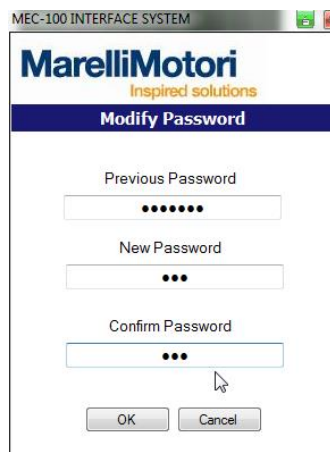 MEC-100 INTERFACE SYSTEM
MarelliMotori
Inspired solutions
Modify Password
Previous Password
•••••••
New Password
•••
Confirm Password
•••
OK Cancel